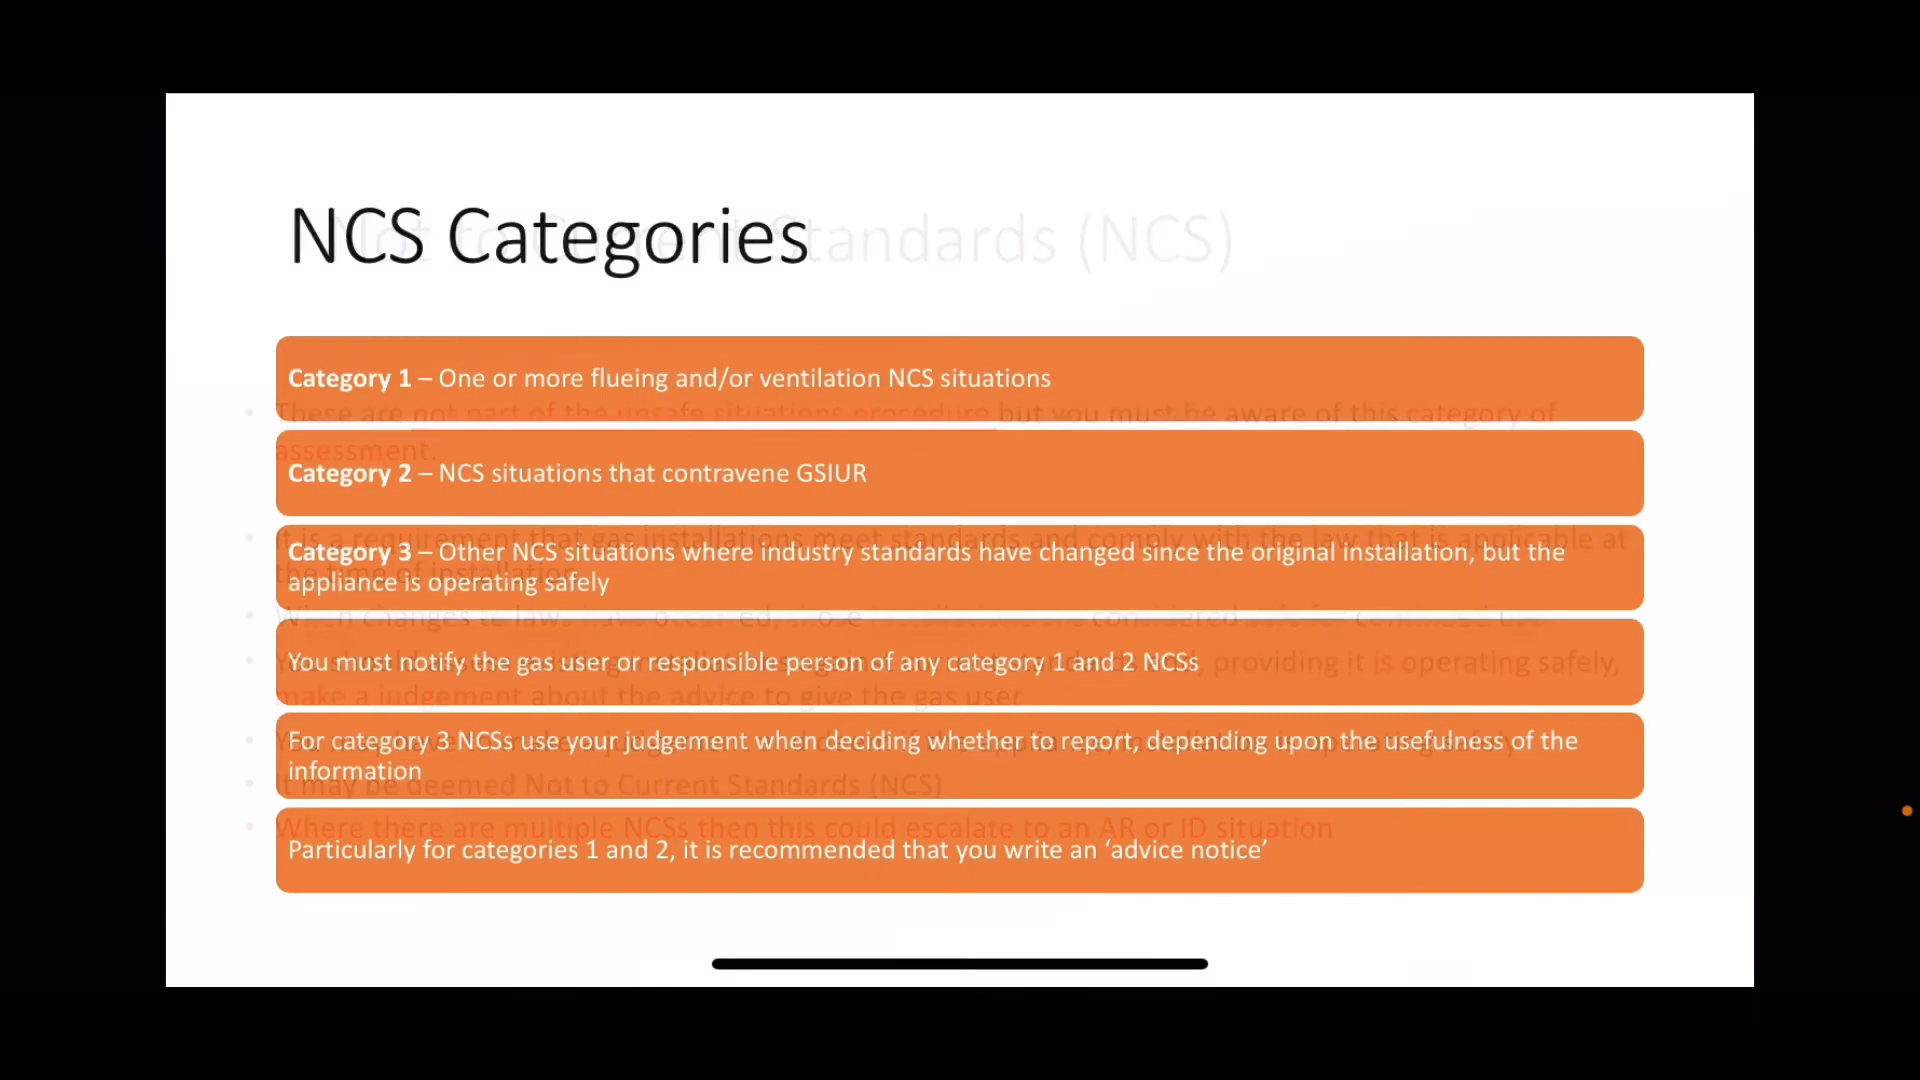 NCS Categories
Not to Current Standards (NCS)
Category 1 – One or more flueing and/or ventilation NCS situations
These are not part of the unsafe situations procedure but you must be aware of this category of
assessment.
Category 2 – NCS situations that contravene GSIUR
It is a requirement that gas installations meet standards and comply with the law that is applicable at
the time of installation
Category 3 – Other NCS situations where industry standards have changed since the original installation, but the
appliance is operating safely
When changes to law
You must notify the gas user or responsible person of any category 1 and 2 NCSs
providing it is operating safely,
make a judgement about the advice to give the gas user
For category 3 NCSs use your judgement when deciding whether to report, depending upon the usefulness of the
information
It may be deemed Not to Current Standards (NCS)
Where there are multiple NCSs then this could escalate to an AR or ID situation
Particularly for categories 1 and 2, it is recommended that you write an ‘advice notice’